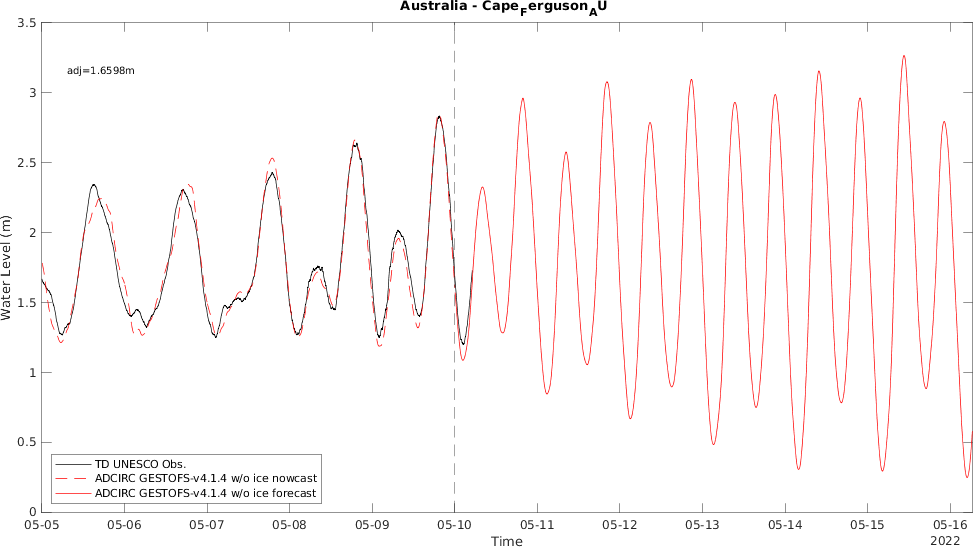 Australia - Cape_Ferguson_AU
adj=1.6598m
3.5
3
2.5
2
1.5
1
0.5
0
Water Level (m)
TD UNESCO Obs.
ADCIRC GESTOFS-v4.1.4 w/o ice nowcast
ADCIRC GESTOFS-v4.1.4 w/o ice forecast
05-05 05-06 05-07 05-08 05-09 05-10 05-11 05-12 05-13 05-14 05-15 05-16
Time
2022